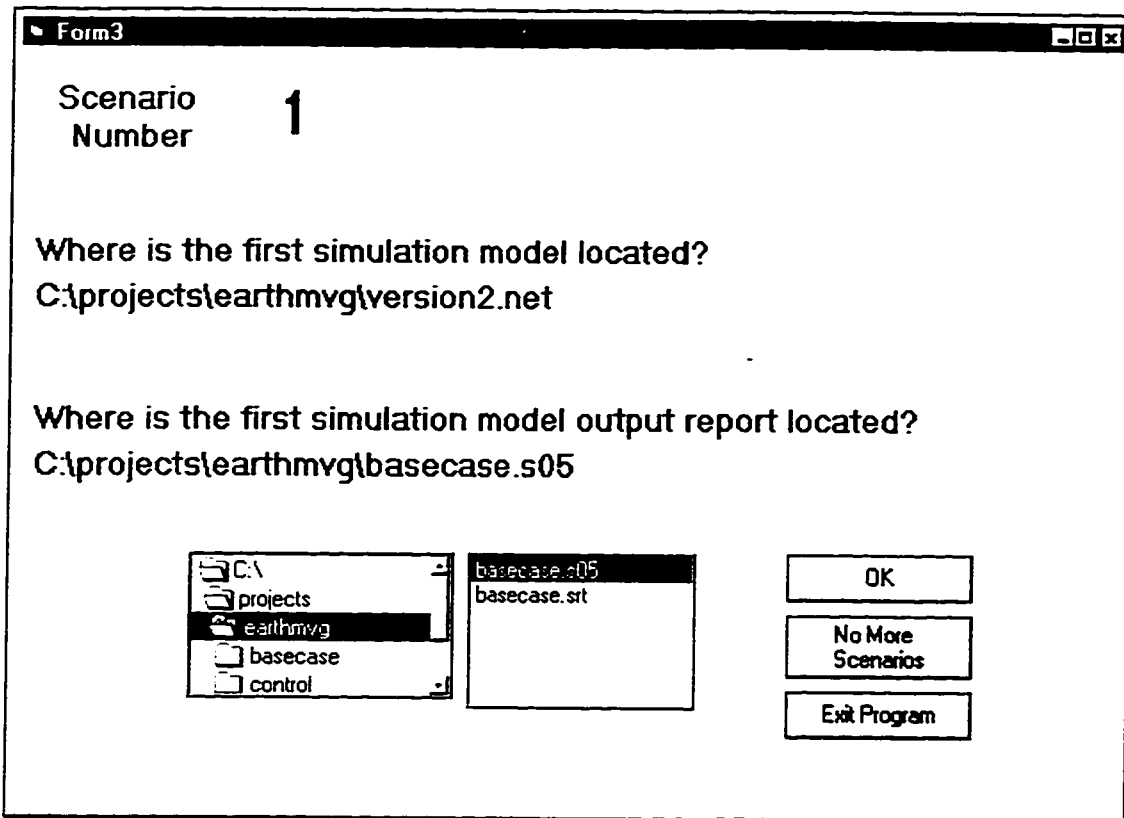 Form3
Scenario
Number
1
Where is the first simulation model located?
C:\projects\earthmvg\version2.net
Where is the first simulation model output report located?
C:\projects\earthmvg\basecase.s05
C:\
projects
earthmvg
basecase
control
basecase.s05
basecase.srt
OK
No More
Scenarios
Exit Program